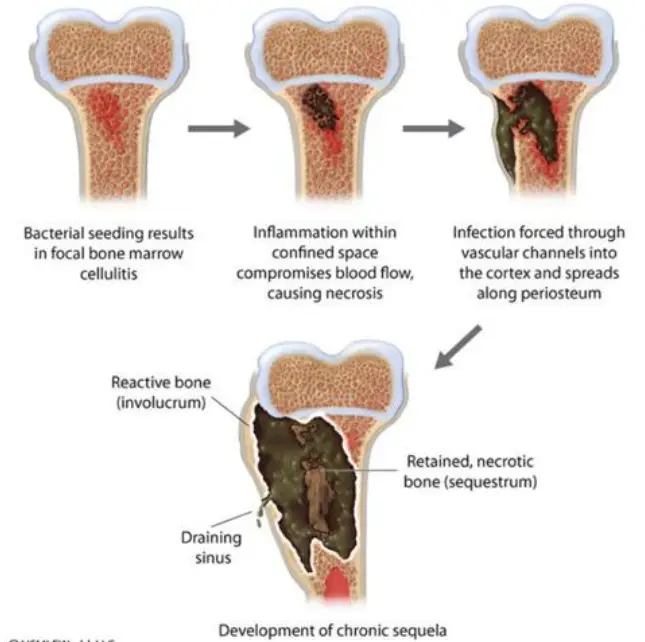 Bacterial seeding results
in focal bone marrow
cellulitis
Inflammation within
confined space
compromises blood flow,
causing necrosis
Infection forced through
vascular channels into
the cortex and spreads
along periosteum
Reactive bone
(involucrum)
Retained, necrotic
bone (sequestrum)
Draining
sinus
Development of chronic sequela